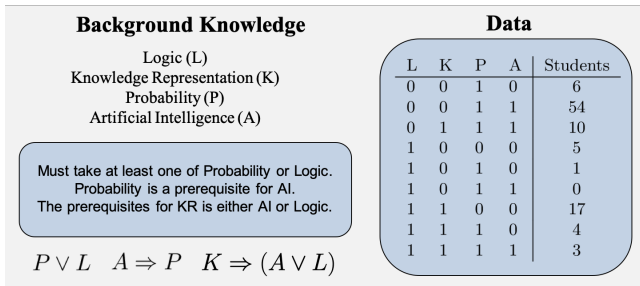 Background Knowledge
Logic (L)
Knowledge Representation (K)
Probability (P)
Artificial Intelligence (A)
Must take at least one of Probability or Logic.
Probability is a prerequisite for AI.
The prerequisites for KR is either AI or Logic.
P ∨ L A ⇒ P K ⇒ (A ∨ L)
Data
L K P A Students
0 0 1 0 6
0 0 1 1 54
0 1 1 1 10
1 0 0 0 5
1 0 1 0 1
1 0 1 1 0
1 1 0 0 17
1 1 1 0 4
1 1 1 1 3